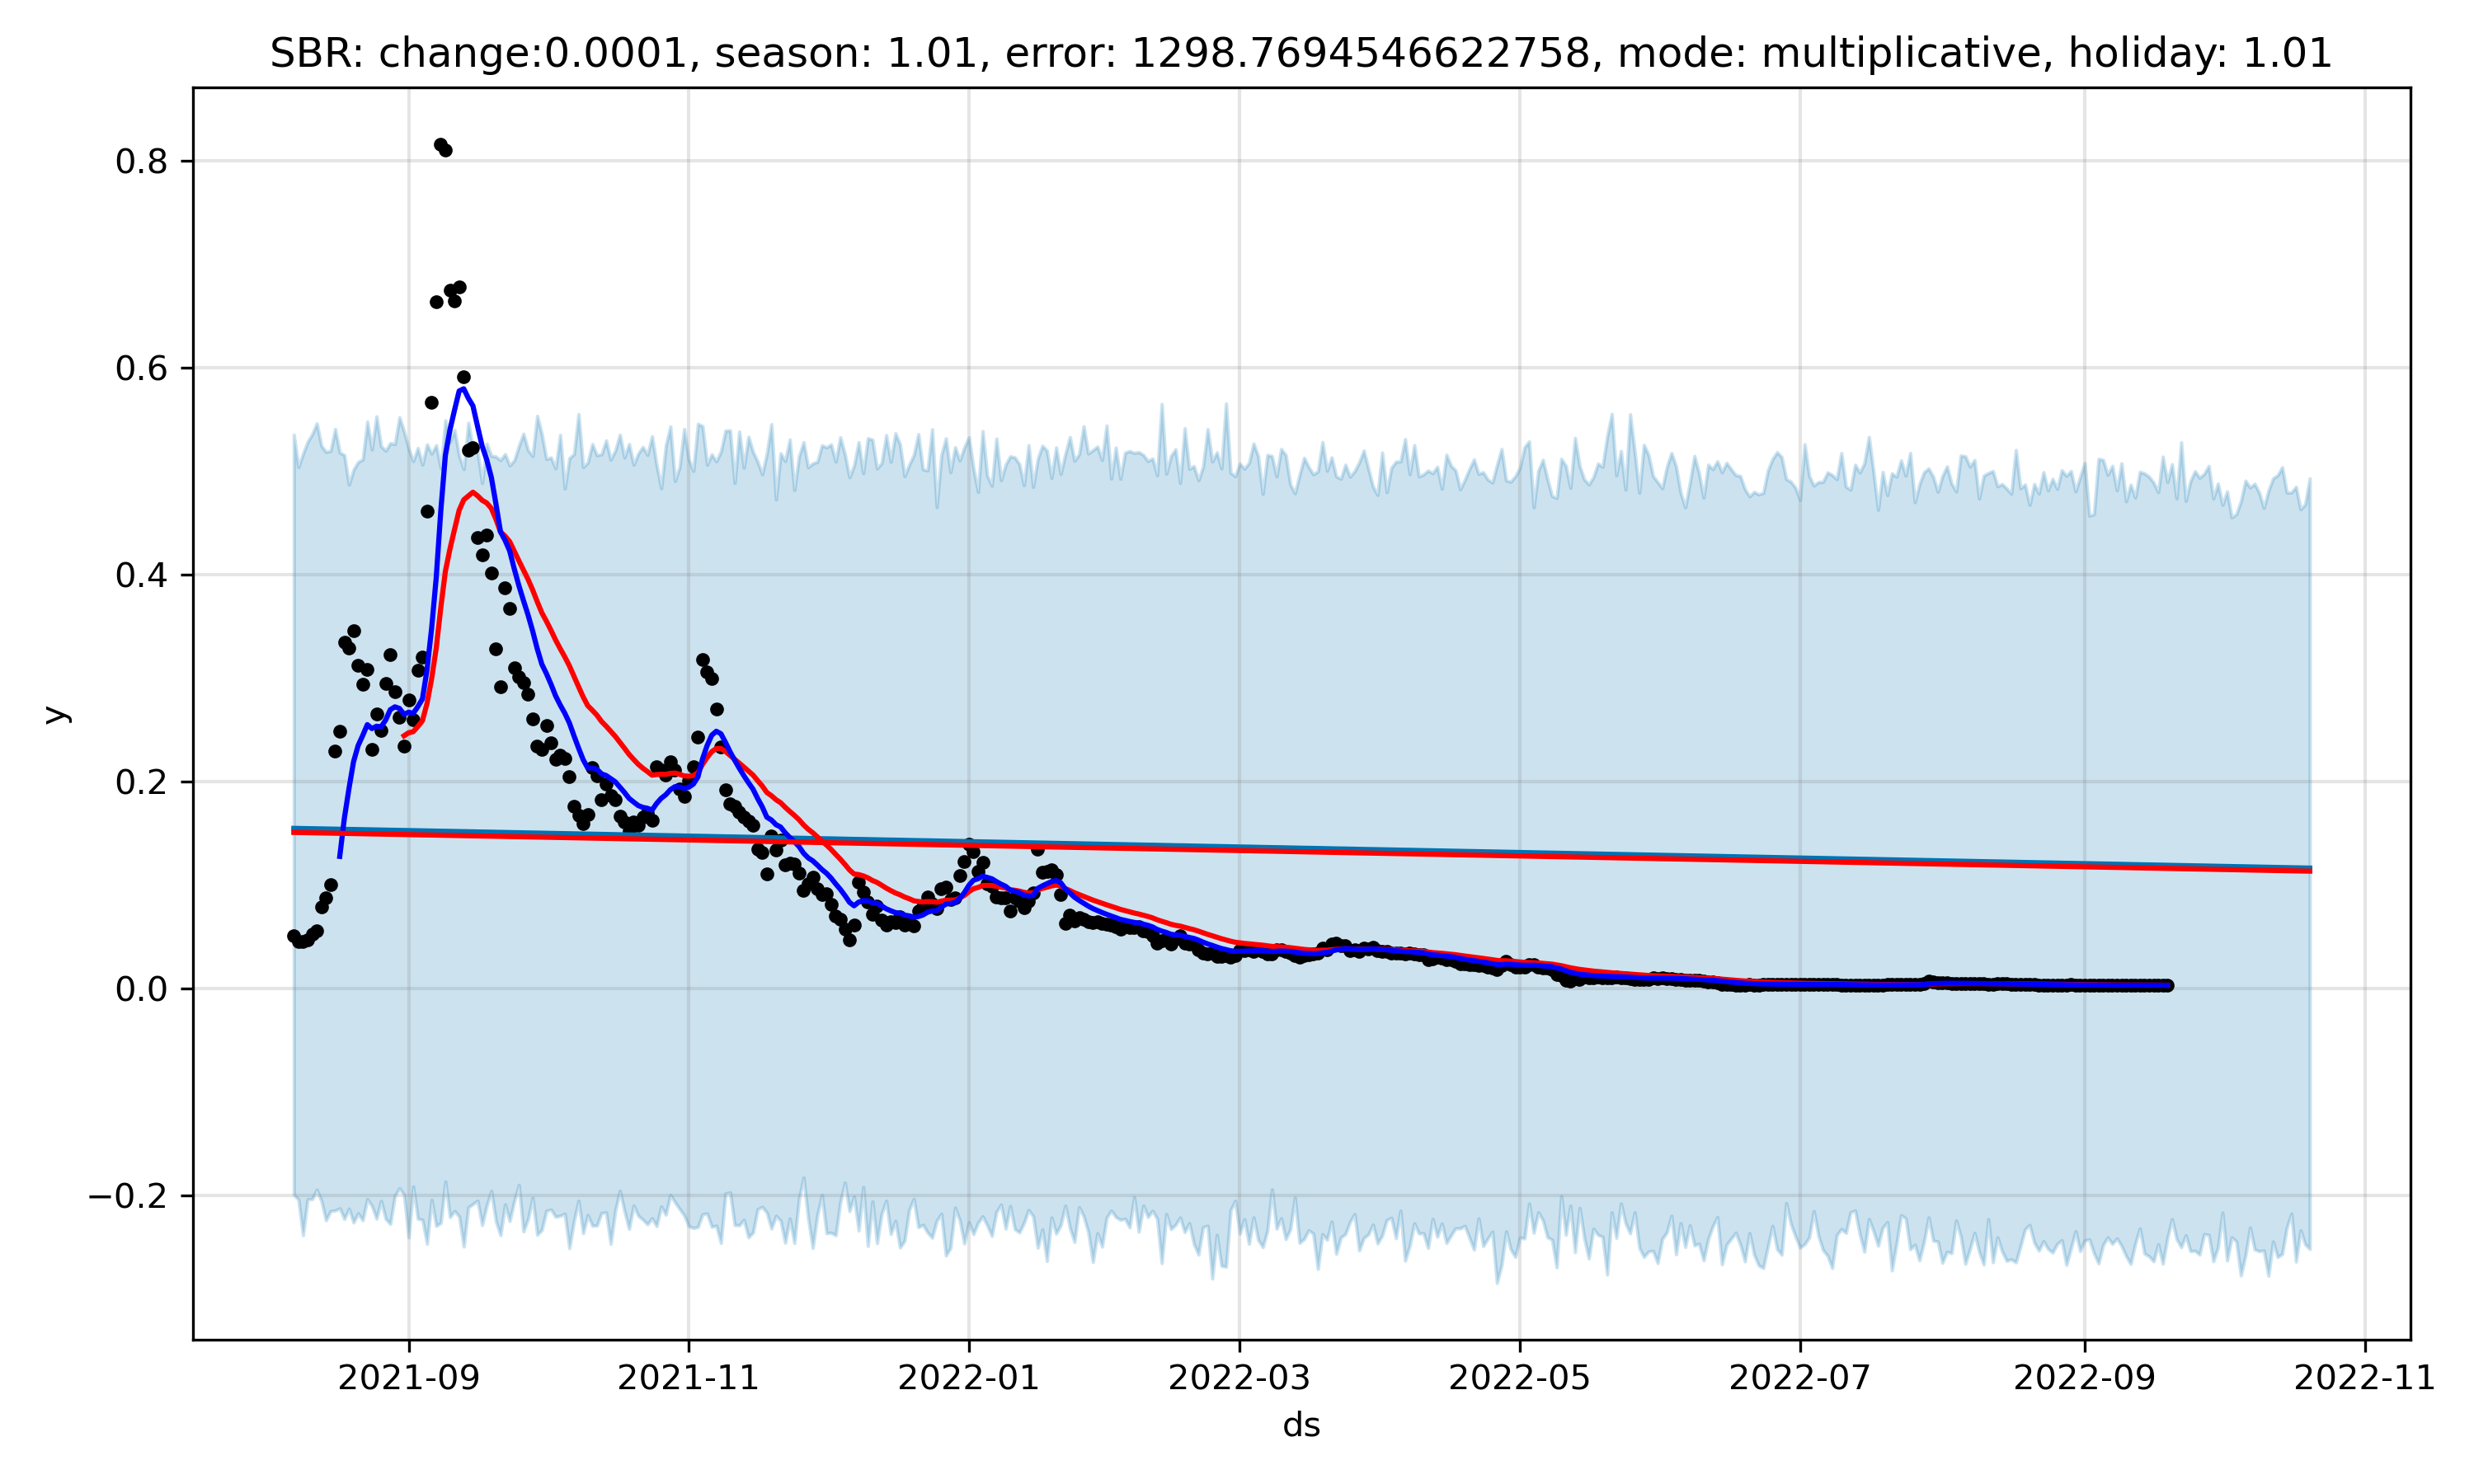 SBR: change:0.0001, season: 1.01, error: 1298.7694546622758, mode: multiplicative, holiday: 1.01
0.8
0.6
0.4
0.2
0.0
−0.2
y
2021-09 2021-11 2022-01 2022-03 2022-05 2022-07 2022-09 2022-11
ds